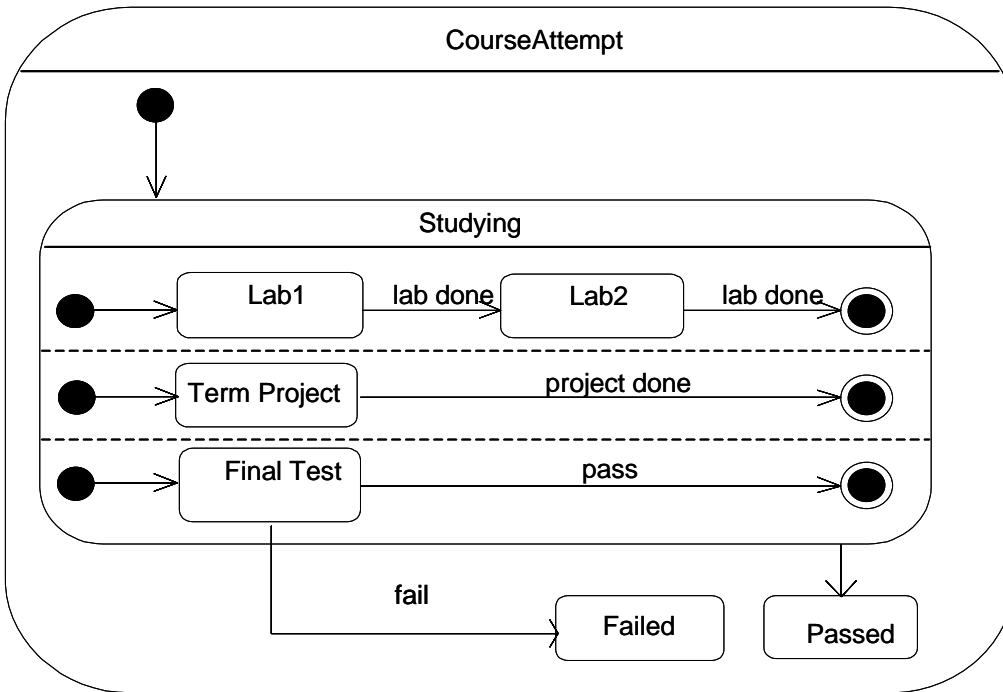 CourseAttempt
Studying
Lab1
lab done
Lab2
lab done
Term Project
project done
Final Test
pass
fail
Failed
Passed